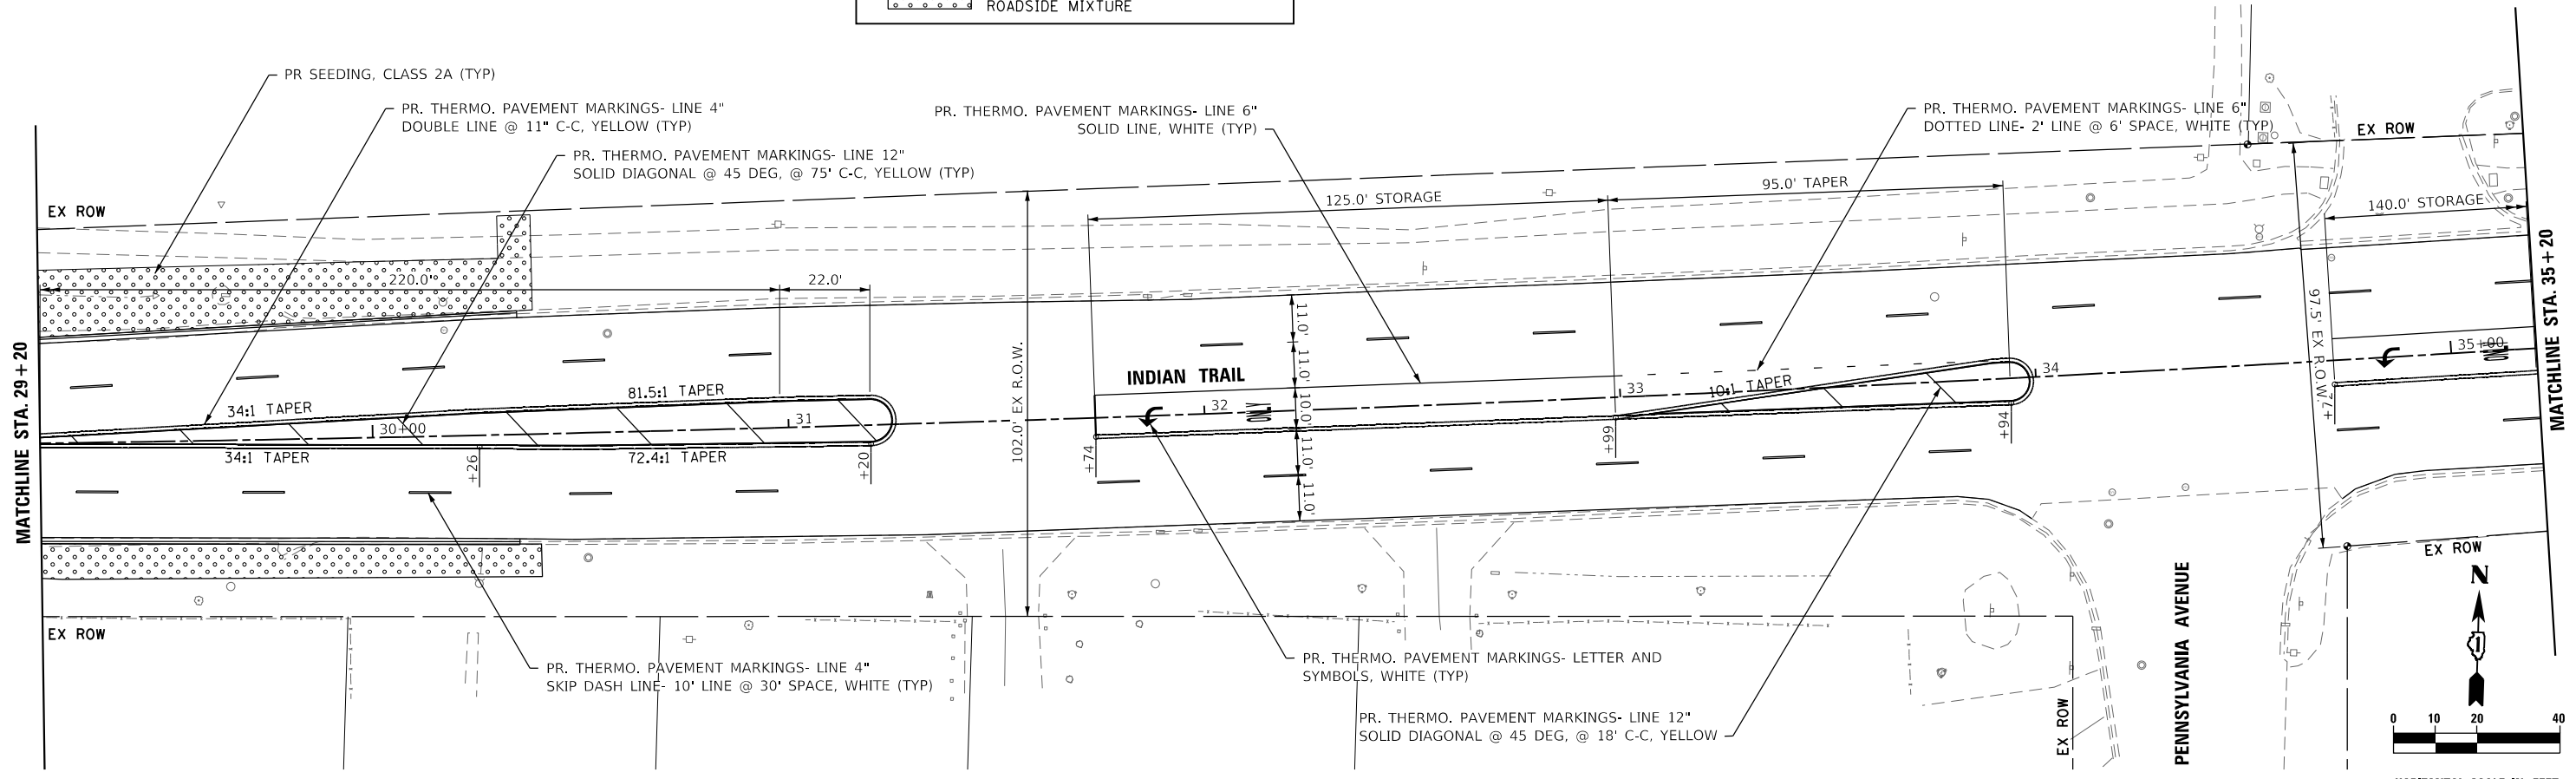 ROADSIDE MIXTURE
PR SEEDING, CLASS 2A (TYP)
PR. THERMO. PAVEMENT MARKINGS- LINE 4"
DOUBLE LINE @ 11" C-C, YELLOW (TYP)
PR. THERMO. PAVEMENT MARKINGS- LINE 12"
SOLID DIAGONAL @ 45 DEG, @ 75' C-C, YELLOW (TYP)
PR. THERMO. PAVEMENT MARKINGS- LINE 6"
SOLID LINE, WHITE (TYP)
PR. THERMO. PAVEMENT MARKINGS- LINE 6"
DOTTED LINE- 2' LINE @ 6' SPACE, WHITE (TYP)
EX ROW
EX ROW
125.0' STORAGE
95.0' TAPER
140.0' STORAGE
220.0'
22.0'
MATCHLINE STA. 29+20
34:1 TAPER
81.5:1 TAPER
30+00
31
34:1 TAPER
72.4:1 TAPER
+26
+20
102.0' EX R.O.W.
+74
INDIAN TRAIL
32
11.0'
11.0'
10.0'
11.0'
11.0'
33
+99
10:1 TAPER
34
+94
97.5' EX R.O.W.
+72
35+00
MATCHLINE STA. 35+20
EX ROW
EX ROW
PR. THERMO. PAVEMENT MARKINGS- LINE 4"
SKIP DASH LINE- 10' LINE @ 30' SPACE, WHITE (TYP)
PR. THERMO. PAVEMENT MARKINGS- LETTER AND
SYMBOLS, WHITE (TYP)
PR. THERMO. PAVEMENT MARKINGS- LINE 12"
SOLID DIAGONAL @ 45 DEG, @ 18' C-C, YELLOW
EX ROW
PENNSYLVANIA AVENUE
N
0 10 20 40